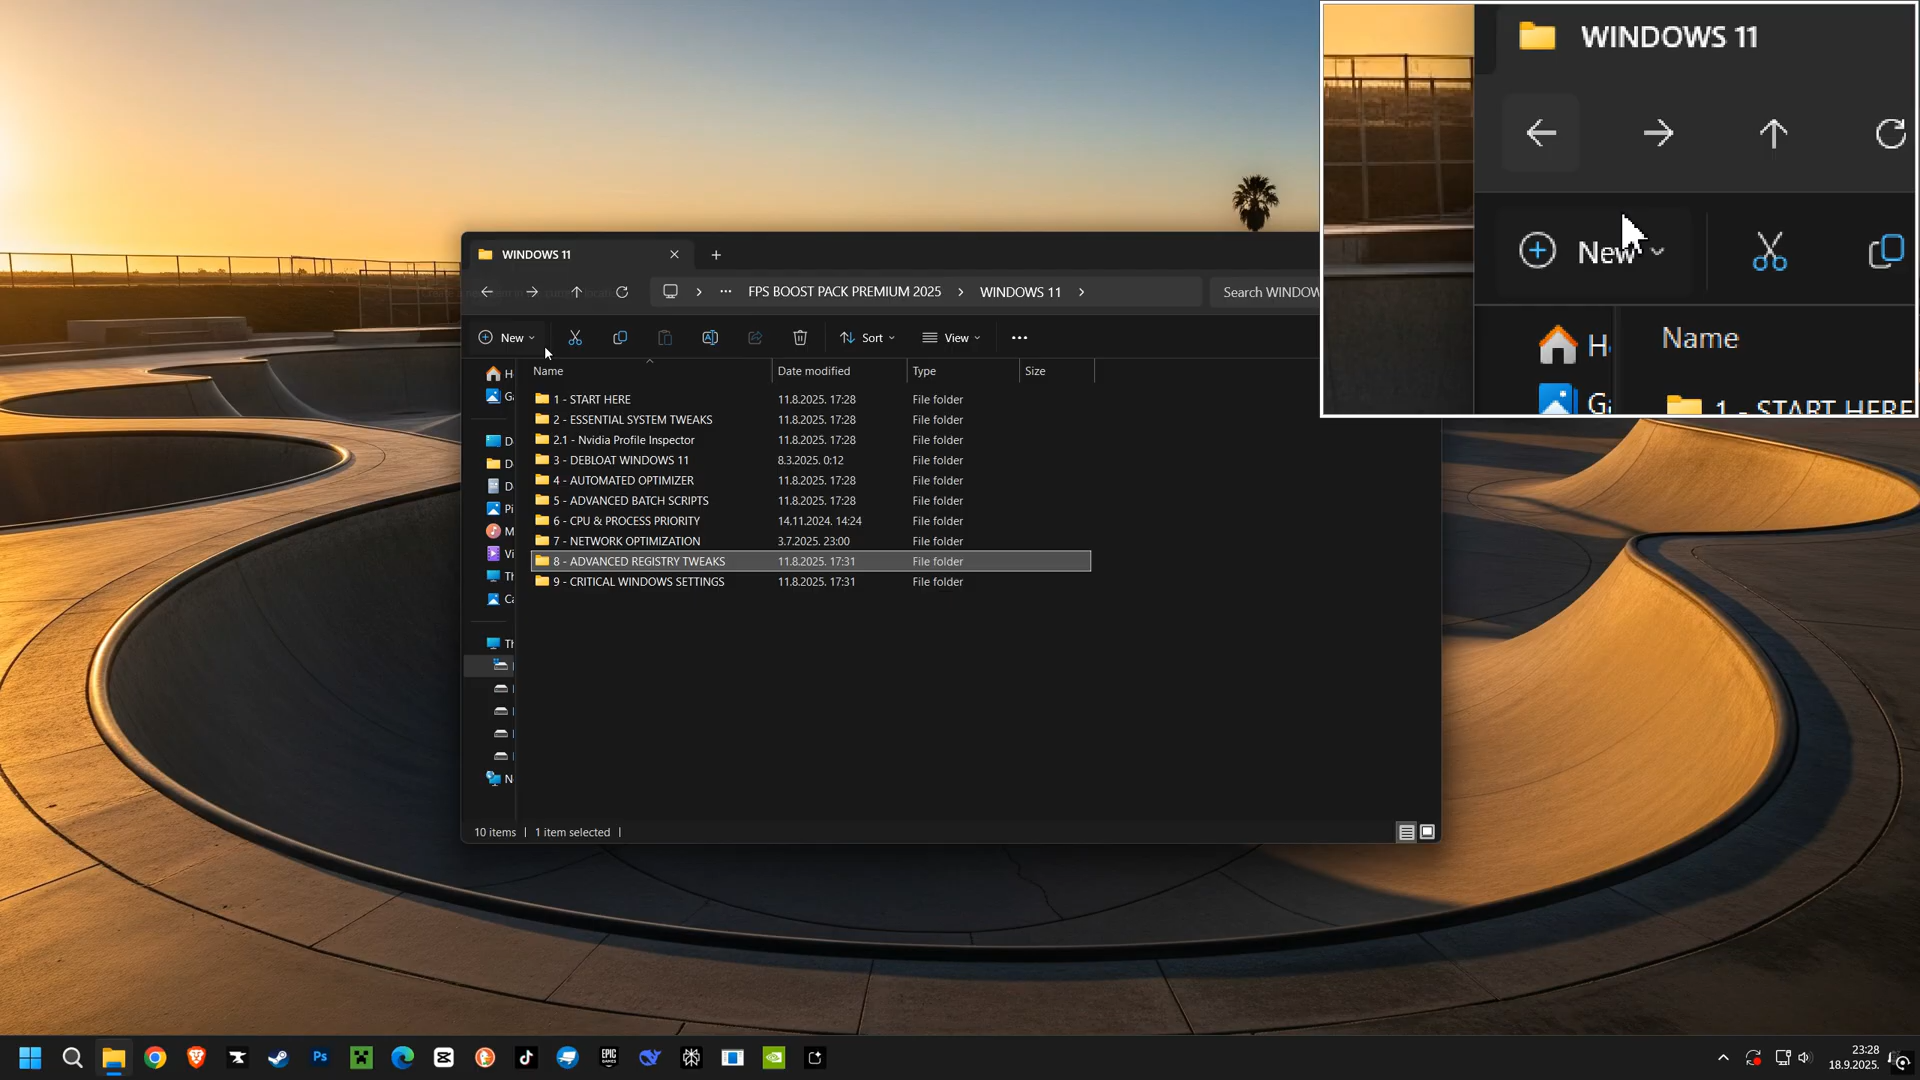 WINDOWS 11
New
Name
1 - START HERE
WINDOWS 11
FPS BOOST PACK PREMIUM 2025
WINDOWS 11
Search WINDOW
New
Sort
View
Name
Date modified
Type
Size
1 - START HERE 11.8.2025. 17:28 File folder
2 - ESSENTIAL SYSTEM TWEAKS 11.8.2025. 17:28 File folder
2.1 - Nvidia Profile Inspector 11.8.2025. 17:28 File folder
3 - DEBLOAT WINDOWS 11 8.3.2025. 0:12 File folder
4 - AUTOMATED OPTIMIZER 11.8.2025. 17:28 File folder
5 - ADVANCED BATCH SCRIPTS 11.8.2025. 17:28 File folder
6 - CPU & PROCESS PRIORITY 14.11.2024. 14:24 File folder
7 - NETWORK OPTIMIZATION 3.7.2025. 23:00 File folder
8 - ADVANCED REGISTRY TWEAKS 11.8.2025. 17:31 File folder
9 - CRITICAL WINDOWS SETTINGS 11.8.2025. 17:31 File folder
10 items
1 item selected
Ps
EPIC GAMES
23:28
18.9.2025.